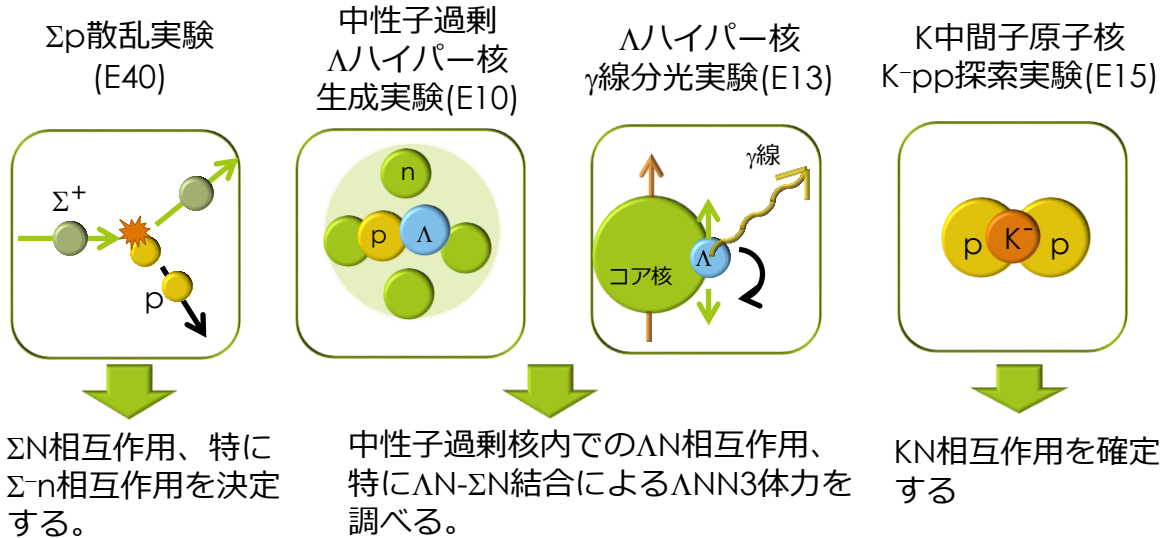 Σp散乱実験
(E40)
中性子過剰
Λハイパー核
生成実験(E10)
Λハイパー核
γ線分光実験(E13)
K中間子原子核
K⁻pp探索実験(E15)
Σ⁺
p
n
p Λ
γ線
Λ
コア核
p K⁻ p
ΣN相互作用、特に
Σ⁻n相互作用を決定
する。
中性子過剰核内でのΛN相互作用、
特にΛN-ΣN結合によるΛNN3体力を
調べる。
KN相互作用を確定
する